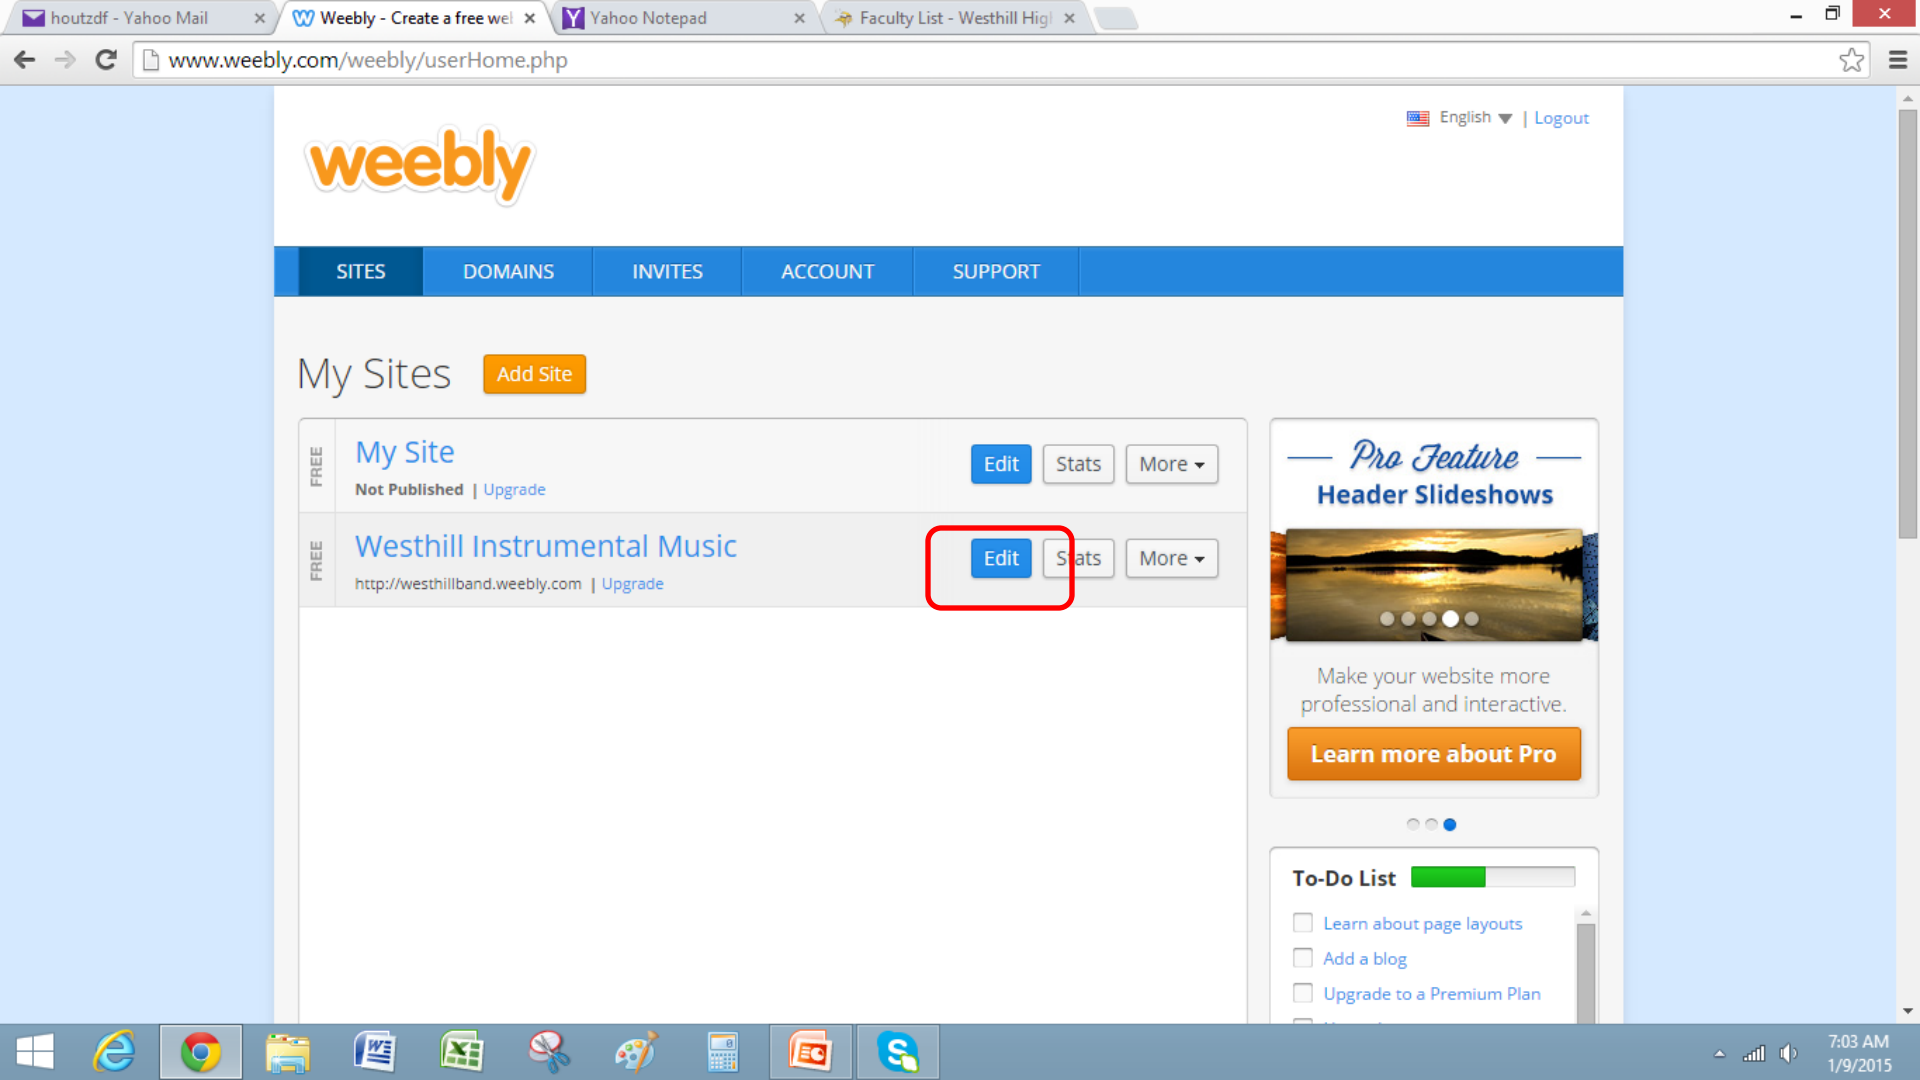 houtzdf - Yahoo Mail
Weebly - Create a free we
Yahoo Notepad
Faculty List - Westhill Hig
www.weebly.com/weebly/userHome.php
English | Logout
weebly
SITES DOMAINS INVITES ACCOUNT SUPPORT
My Sites Add Site
FREE
My Site
Not Published | Upgrade
Edit Stats More
FREE
Westhill Instrumental Music
http://westhillband.weebly.com | Upgrade
Edit Stats More
Pro Feature
Header Slideshows
Make your website more
professional and interactive.
Learn more about Pro
To-Do List
Learn about page layouts
Add a blog
Upgrade to a Premium Plan
7:03 AM
1/9/2015